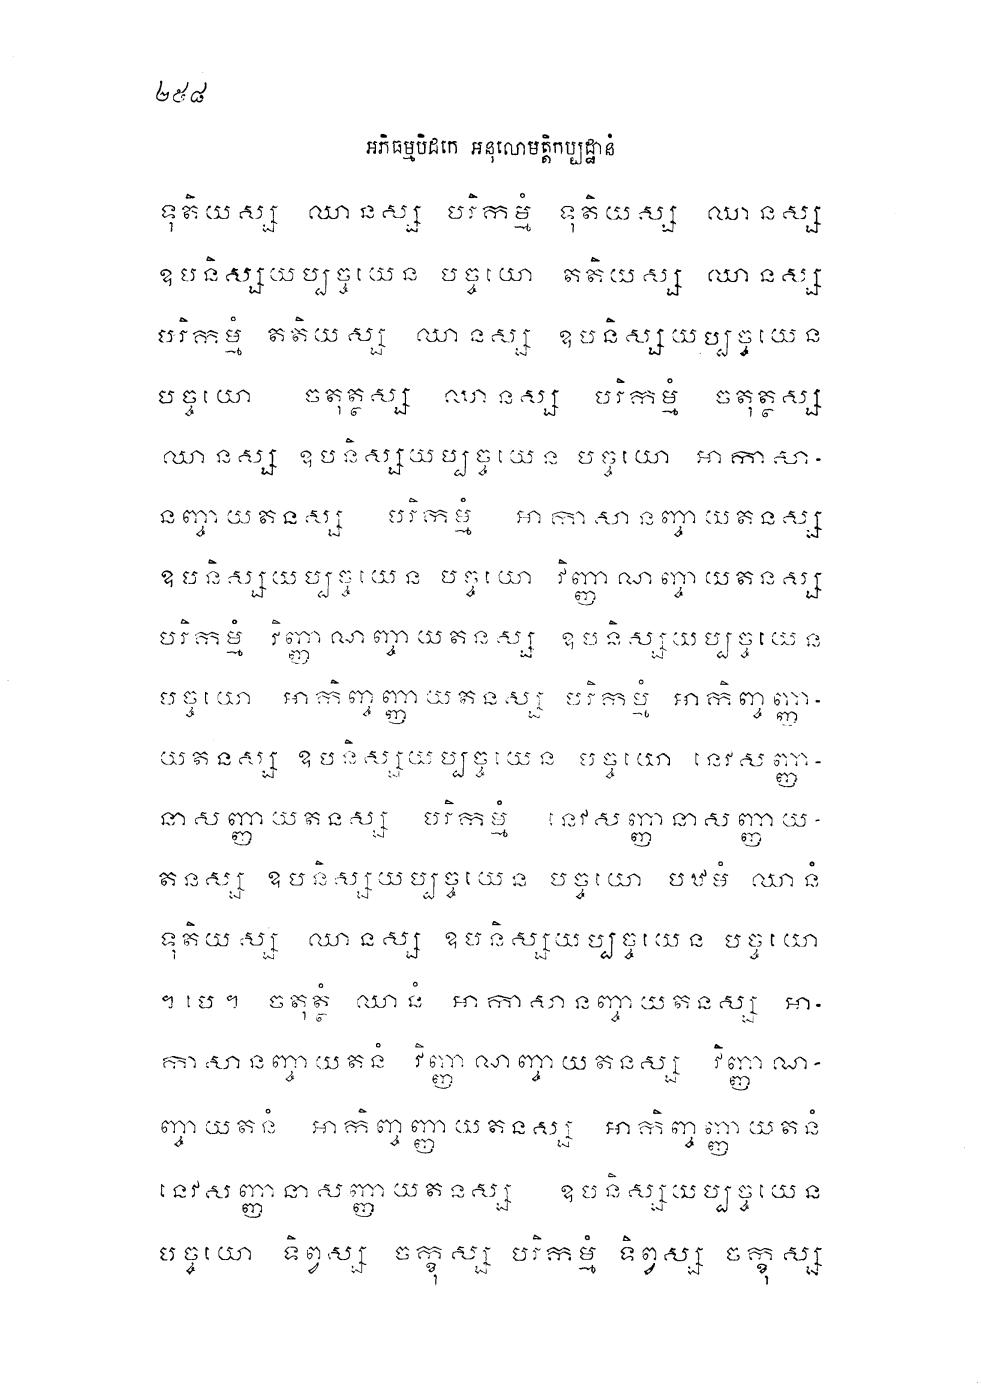 ២៥៨
អភិធម្មបិដកេ អនុលោមត្តិកប្បដ្ឋានំ
ទុតិយស្ស ឈានស្ស បរិកម្មំ ទុតិយស្ស ឈានស្ស
ឧបនិស្សយប្បច្ចយេន បច្ចយោ តតិយស្ស ឈានស្ស
បរិកម្មំ តតិយស្ស ឈានស្ស ឧបនិស្សយប្បច្ចយេន
បច្ចយោ ចតុត្ថស្ស ឈានស្ស បរិកម្មំ ចតុត្ថស្ស
ឈានស្ស ឧបនិស្សយប្បច្ចយេន បច្ចយោ អាកាសា-
នញ្ចាយតនស្ស បរិកម្មំ អាកាសានញ្ចាយតនស្ស
ឧបនិស្សយប្បច្ចយេន បច្ចយោ វិញ្ញាណញ្ចាយតនស្ស
បរិកម្មំ វិញ្ញាណញ្ចាយតនស្ស ឧបនិស្សយប្បច្ចយេន
បច្ចយោ អាកិញ្ចញ្ញាយតនស្ស បរិកម្មំ អាកិញ្ចញ្ញា-
យតនស្ស ឧបនិស្សយប្បច្ចយេន បច្ចយោ នេវសញ្ញា-
នាសញ្ញាយតនស្ស បរិកម្មំ នេវសញ្ញានាសញ្ញាយ-
តនស្ស ឧបនិស្សយប្បច្ចយេន បច្ចយោ បឋមំ ឈានំ
ទុតិយស្ស ឈានស្ស ឧបនិស្សយប្បច្ចយេន បច្ចយោ
។បេ។ ចតុត្ថំ ឈានំ អាកាសានញ្ចាយតនស្ស អា-
កាសានញ្ចាយតនំ វិញ្ញាណញ្ចាយតនស្ស វិញ្ញាណ-
ញ្ចាយតនំ អាកិញ្ចញ្ញាយតនស្ស អាកិញ្ចញ្ញាយតនំ
នេវសញ្ញានាសញ្ញាយតនស្ស ឧបនិស្សយប្បច្ចយេន
បច្ចយោ ទិព្វស្ស ចក្ខុស្ស បរិកម្មំ ទិព្វស្ស ចក្ខុស្ស